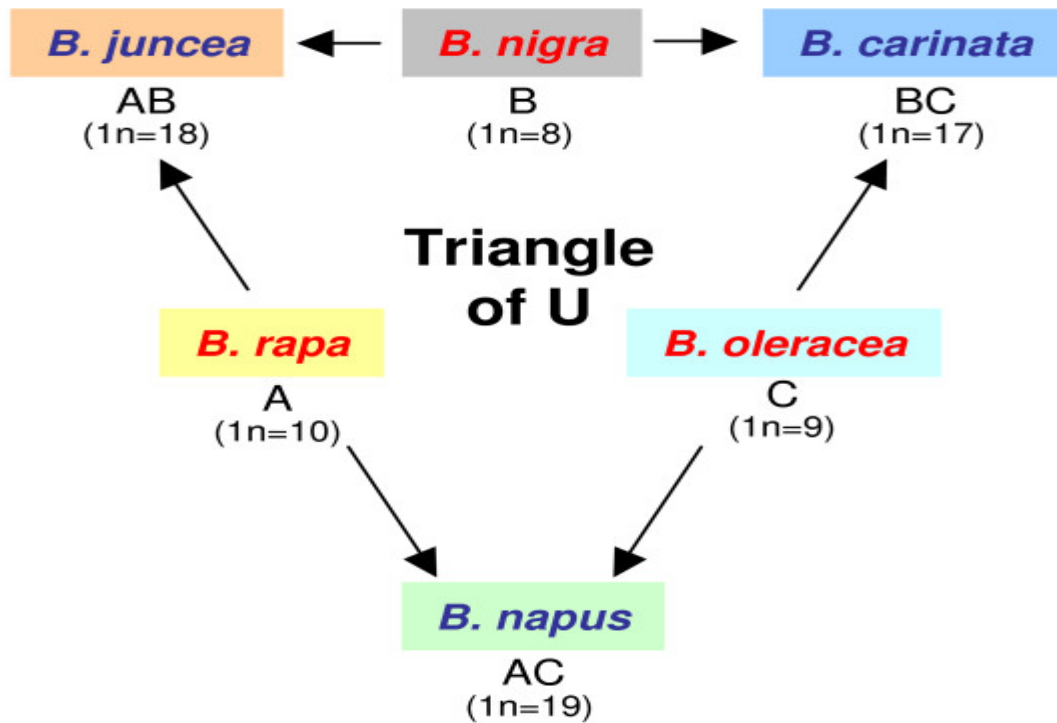 B. juncea
AB
(1n=18)
B. nigra
B
(1n=8)
B. carinata
BC
(1n=17)
Triangle
of U
B. rapa
A
(1n=10)
B. oleracea
C
(1n=9)
B. napus
AC
(1n=19)